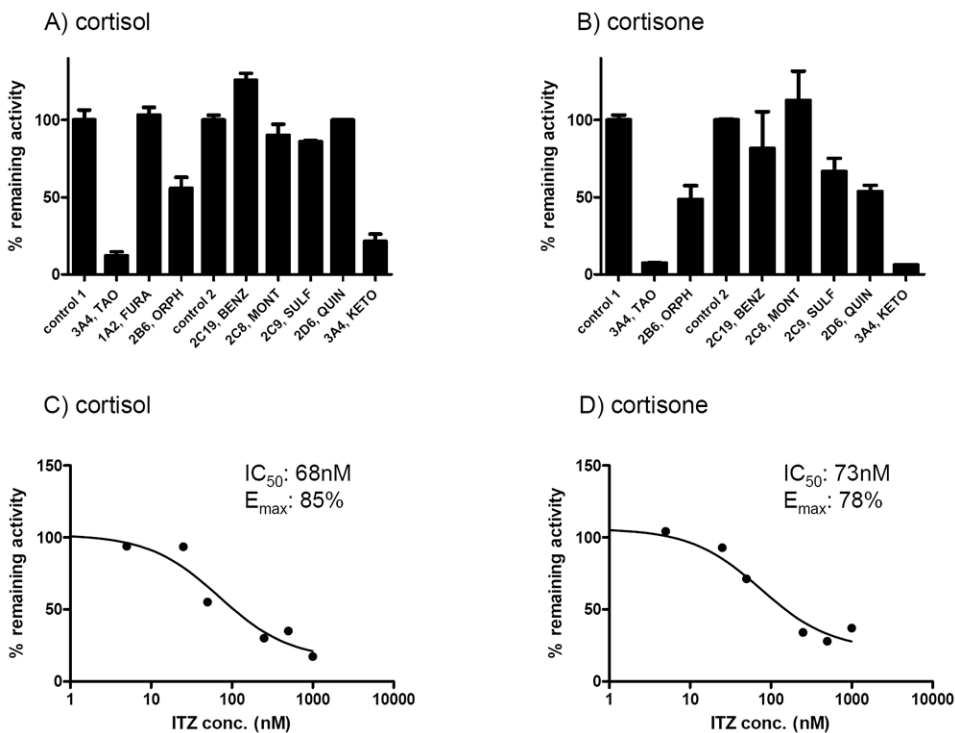 A) cortisol
% remaining activity
100
50
0
control 1
3A4, TAO
1A2, FURA
2B6, ORPH
control 2
2C19, BENZ
2C8, MONT
2C9, SULF
2D6, QUIN
3A4, KETO
B) cortisone
% remaining activity
100
50
0
control 1
3A4, TAO
2B6, ORPH
control 2
2C19, BENZ
2C8, MONT
2C9, SULF
2D6, QUIN
3A4, KETO
C) cortisol
% remaining activity
150
100
50
0
IC50: 68nM
Emax: 85%
1 10 100 1000 10000
ITZ conc. (nM)
D) cortisone
% remaining activity
150
100
50
0
IC50: 73nM
Emax: 78%
1 10 100 1000 10000
ITZ conc. (nM)